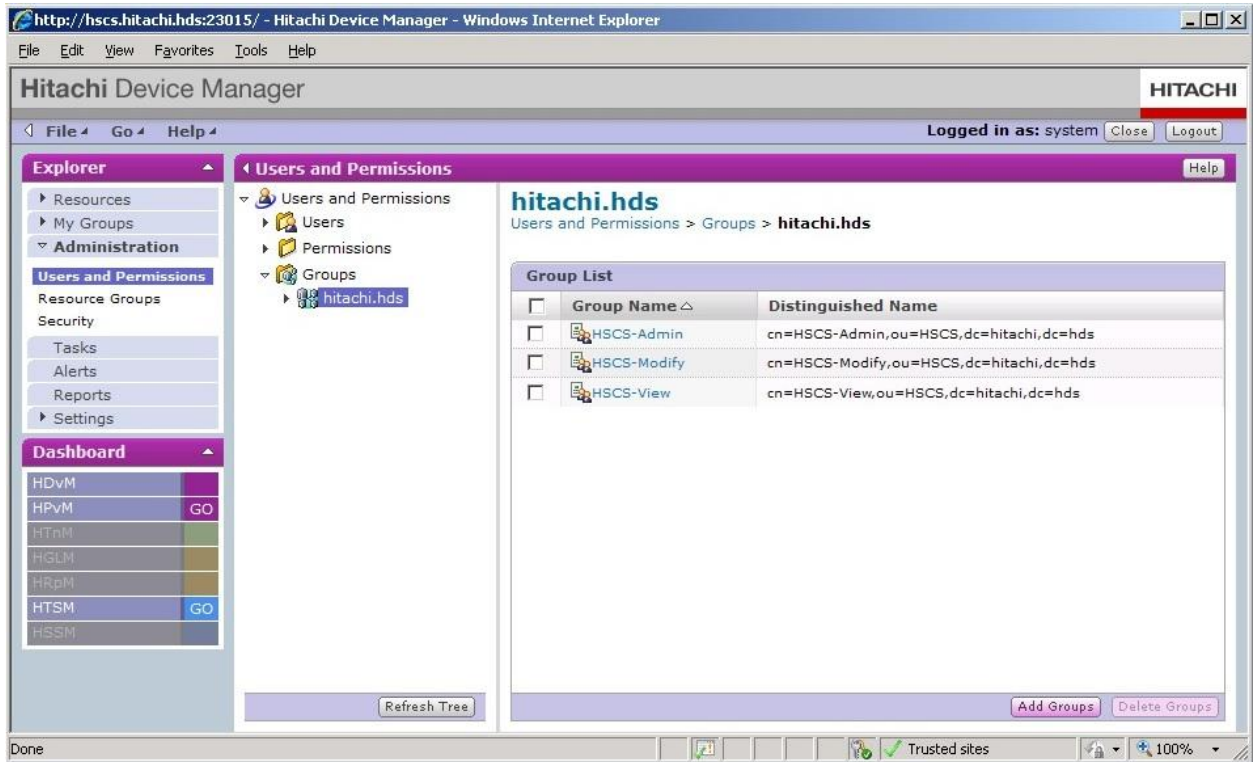 http://hscs.hitachi.hds:23015/ - Hitachi Device Manager - Windows Internet Explorer
File Edit View Favorites Tools Help
Hitachi Device Manager
HITACHI
File Go Help
Logged in as: system Close Logout
Explorer
Resources
My Groups
Administration
Users and Permissions
Resource Groups
Security
Tasks
Alerts
Reports
Settings
Dashboard
HDvM
HPvM GO
HTnM
HGLM
HRpM
HTSM GO
HSSM
Users and Permissions
Help
Users and Permissions
Users
Permissions
Groups
hitachi.hds
Refresh Tree
hitachi.hds
Users and Permissions > Groups > hitachi.hds
Group List
Group Name Distinguished Name
HSCS-Admin cn=HSCS-Admin,ou=HSCS,dc=hitachi,dc=hds
HSCS-Modify cn=HSCS-Modify,ou=HSCS,dc=hitachi,dc=hds
HSCS-View cn=HSCS-View,ou=HSCS,dc=hitachi,dc=hds
Add Groups Delete Groups
Done
Trusted sites
100%